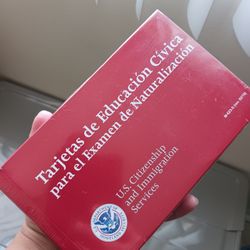 Tarjetas de Educación Cívica
para el Examen de Naturalización
U.S. Citizenship
and Immigration
Services